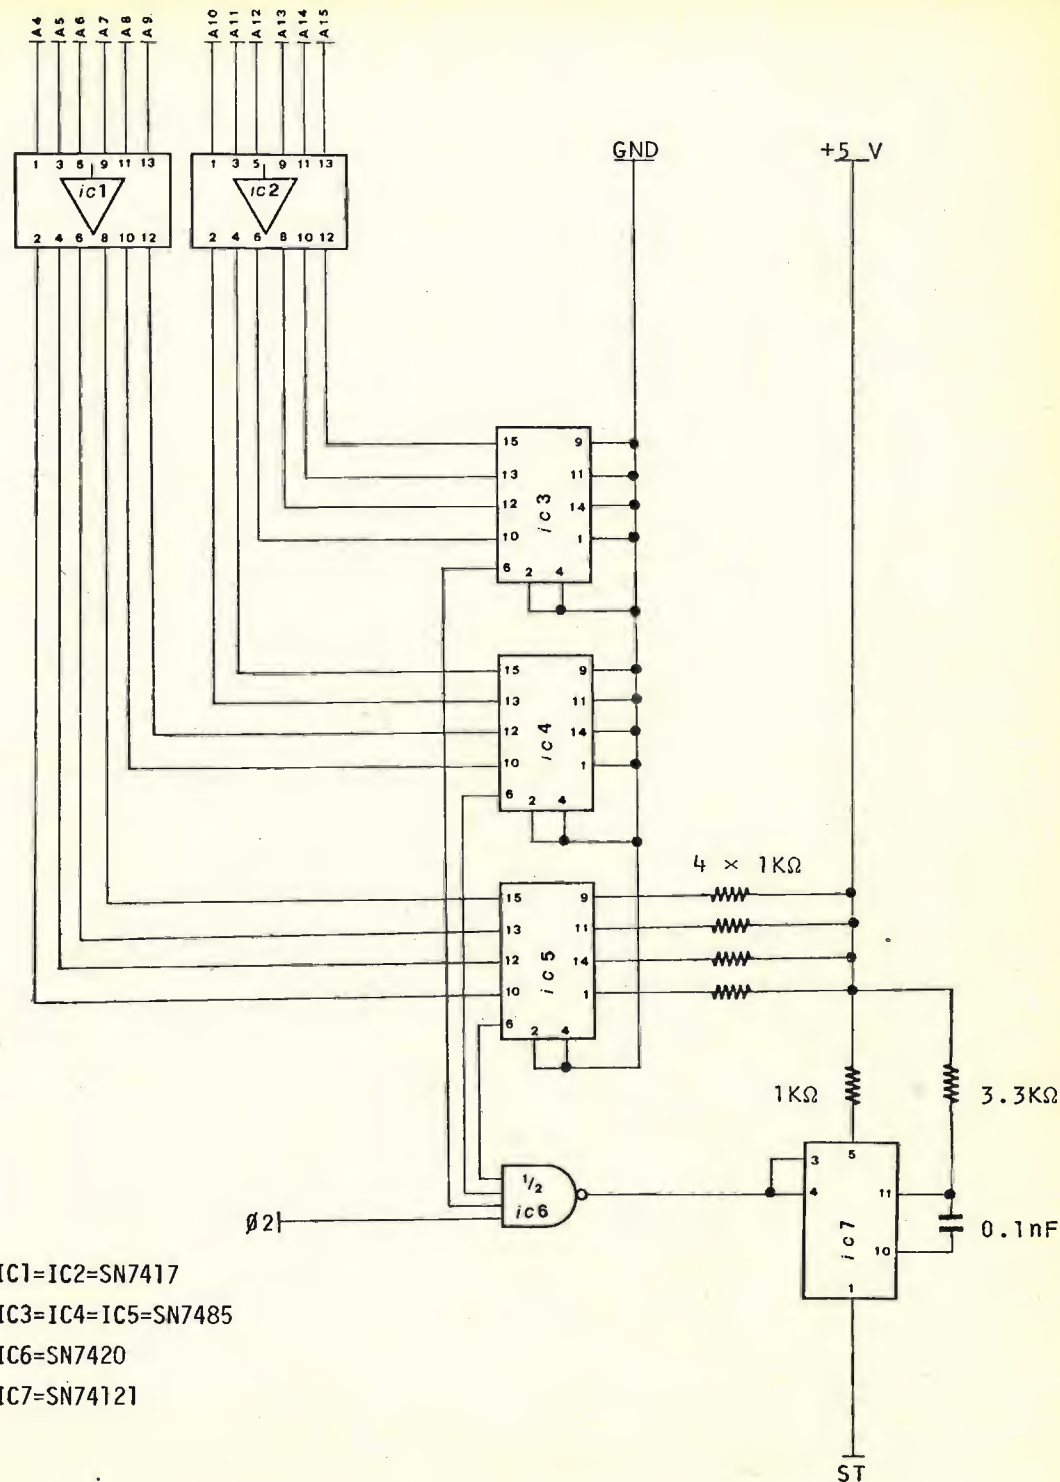 A4 A5 A6 A7 A8 A9 A10 A11 A12 A13 A14 A15
1 3 6 9 11 13 1 3 5 9 11 13
GND +5 V
ic1 ic2
2 4 6 8 10 12 2 4 6 8 10 12
15 9
13 11
ic3
12 14
10 1
6 2 4
15 9
13 11
ic4
12 14
10 1
6 2 4
4 × 1KΩ
15 9
13 11
ic5
12 14
10 1
6 2 4
1KΩ 3.3KΩ
3 5
1/2
4 11
ic6
Ø2
ic7
10
0.1nF
1
IC1=IC2=SN7417
IC3=IC4=IC5=SN7485
IC6=SN7420
IC7=SN74121
ST